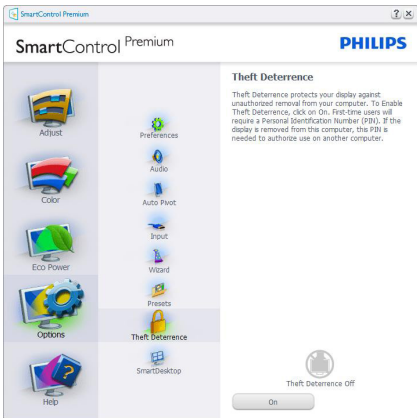 SmartControl Premium
SmartControl Premium
PHILIPS
Adjust
Color
Eco Power
Options
Help
Preferences
Audio
Auto Pivot
Input
Wizard
Presets
Theft Deterrence
SmartDesktop
Theft Deterrence
Theft Deterrence protects your display against
unauthorized removal from your computer. To Enable
Theft Deterrence, click on On. First-time users will
require a Personal Identification Number (PIN). If the
display is removed from this computer, this PIN is
needed to authorize use on another computer.
Theft Deterrence Off
On